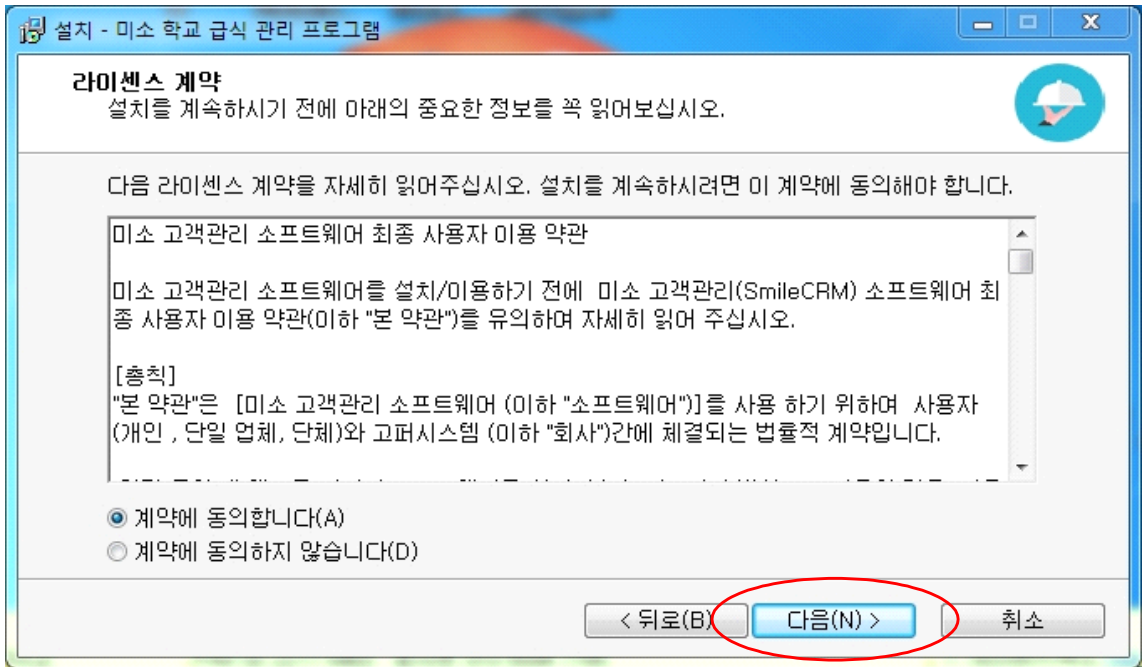 설치 - 미소 학교 급식 관리 프로그램
라이센스 계약
설치를 계속하시기 전에 아래의 중요한 정보를 꼭 읽어보십시오.
다음 라이센스 계약을 자세히 읽어주십시오. 설치를 계속하시려면 이 계약에 동의해야 합니다.
미소 고객관리 소프트웨어 최종 사용자 이용 약관
미소 고객관리 소프트웨어를 설치/이용하기 전에  미소 고객관리(SmileCRM) 소프트웨어 최
종 사용자 이용 약관(이하 "본 약관")를 유의하여 자세히 읽어 주십시오.
[총칙]
"본 약관"은  [미소 고객관리 소프트웨어 (이하 "소프트웨어")]를 사용 하기 위하여  사용자
(개인 , 단일 업체, 단체)와 고퍼시스템 (이하 "회사")간에 체결되는 법률적 계약입니다.
계약에 동의합니다(A)
계약에 동의하지 않습니다(D)
< 뒤로(B) 다음(N) > 취소